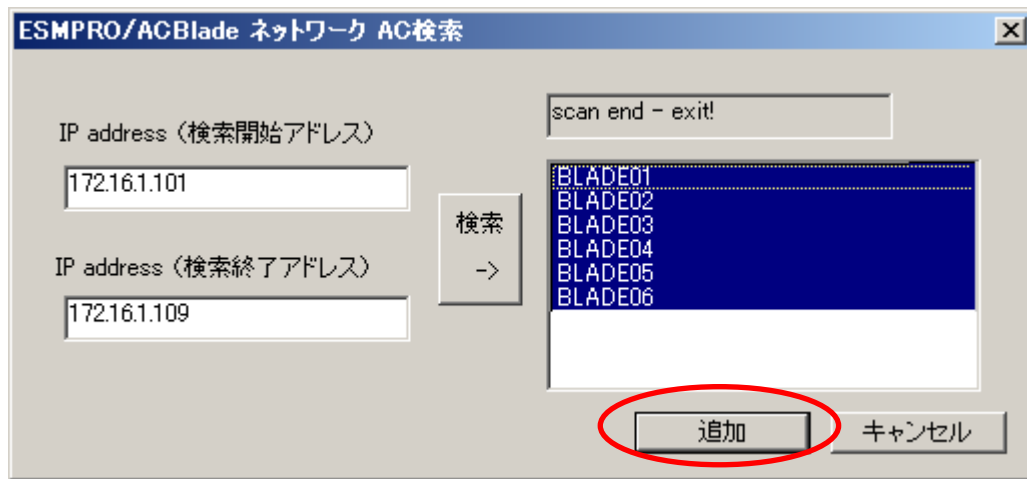 ESMPRO/ACBlade ネットワーク AC検索
IP address（検索開始アドレス）
172.16.1.101
IP address（検索終了アドレス）
172.16.1.109
検索
->
scan end - exit!
BLADE01
BLADE02
BLADE03
BLADE04
BLADE05
BLADE06
追加
キャンセル